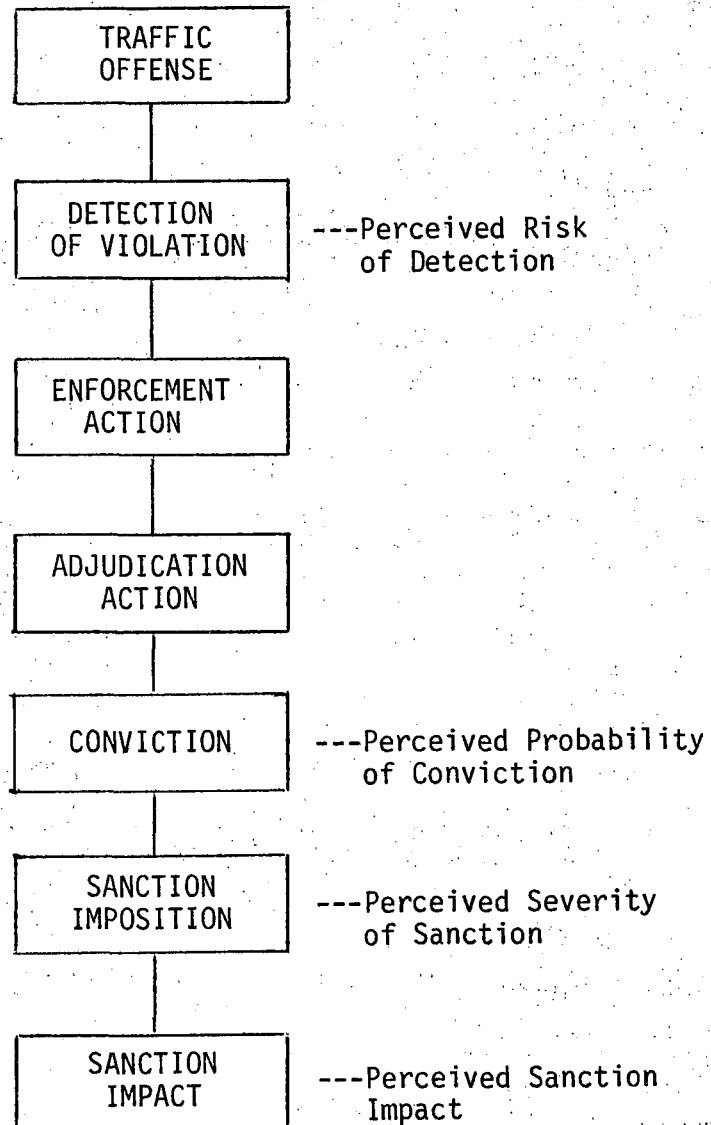 TRAFFIC
OFFENSE
DETECTION
OF VIOLATION
---Perceived Risk
of Detection
ENFORCEMENT
ACTION
ADJUDICATION
ACTION
CONVICTION
---Perceived Probability
of Conviction
SANCTION
IMPOSITION
---Perceived Severity
of Sanction
SANCTION
IMPACT
---Perceived Sanction
Impact